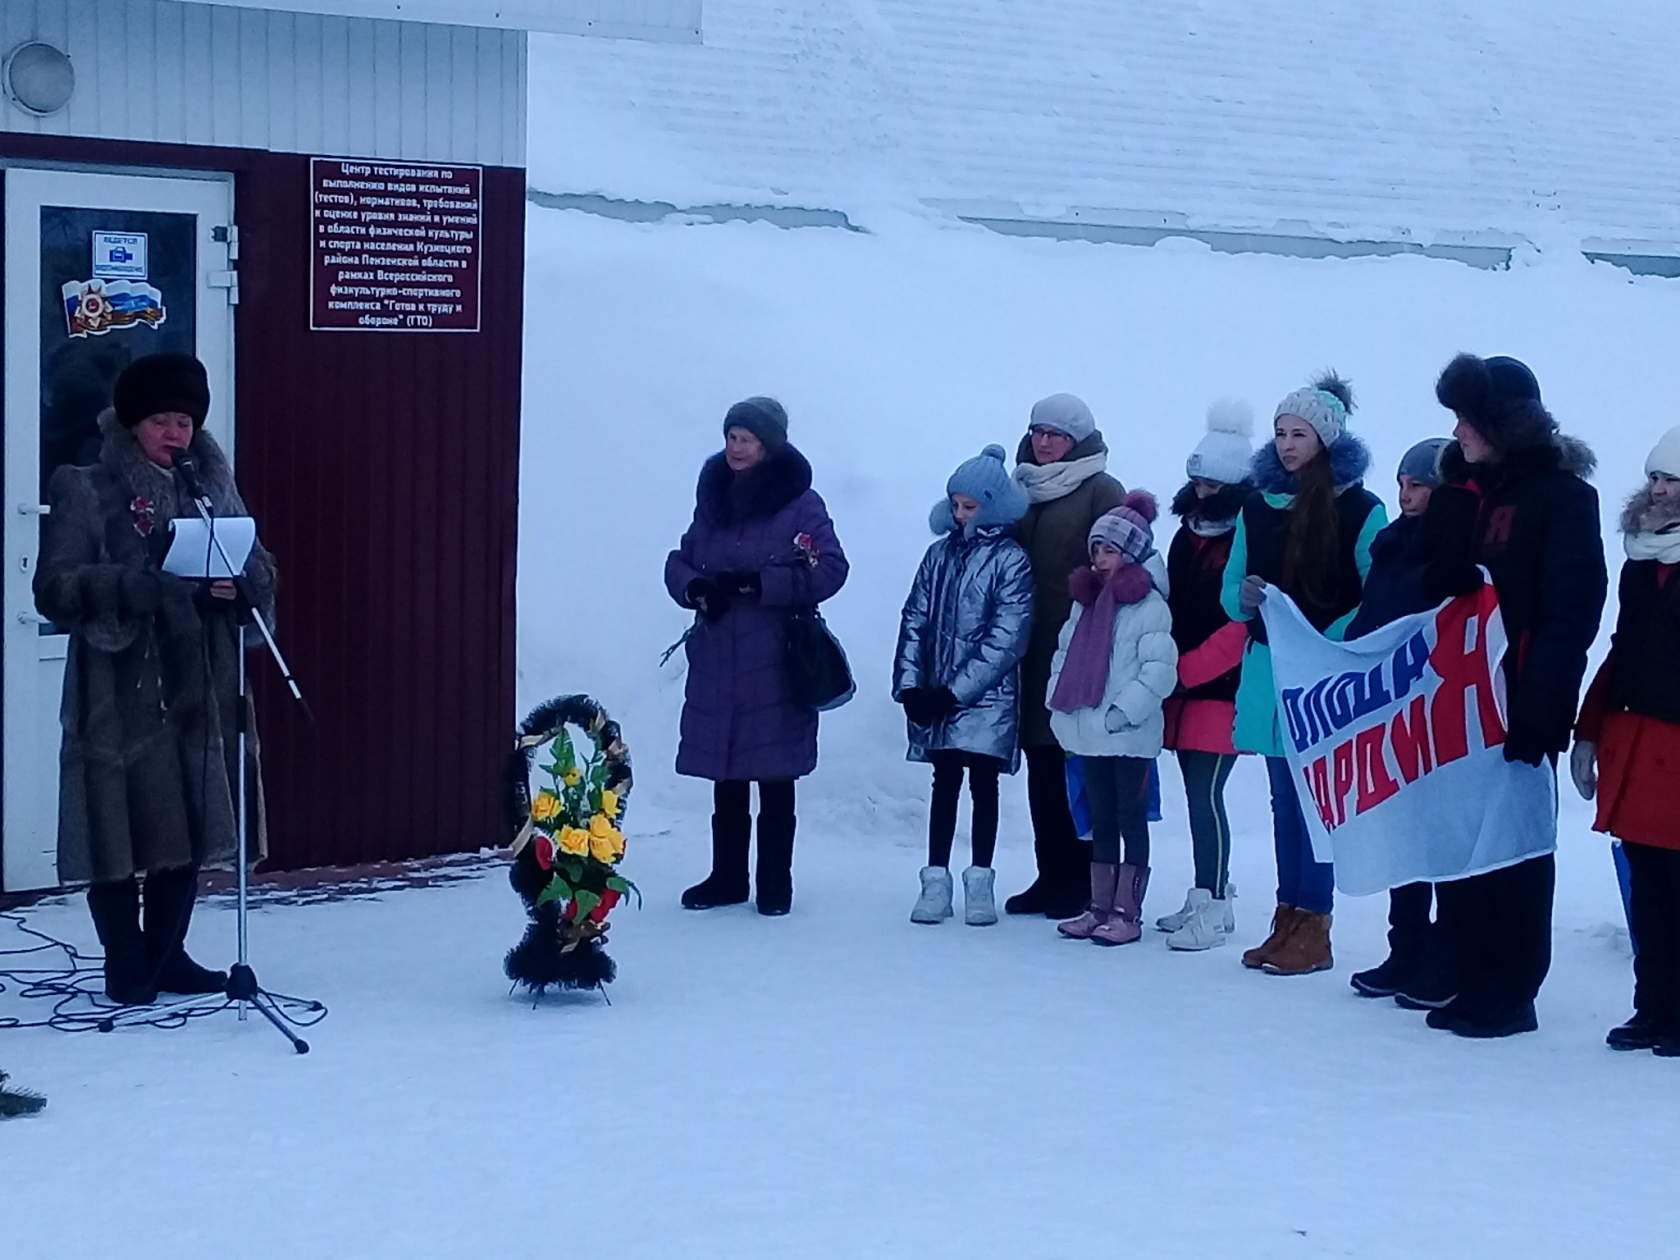 Центр тестирования по
выполнению видов испытаний
(тестов), нормативов, требований
к оценке уровня знаний и умений
в области физической культуры
и спорта населения Кузнецкого
района Пензенской области в
рамках Всероссийского
физкультурно-спортивного
комплекса "Готов к труду и
обороне" (ГТО)
ВЕДЕТСЯ
ОЛОДАЯ
АРДИЯ